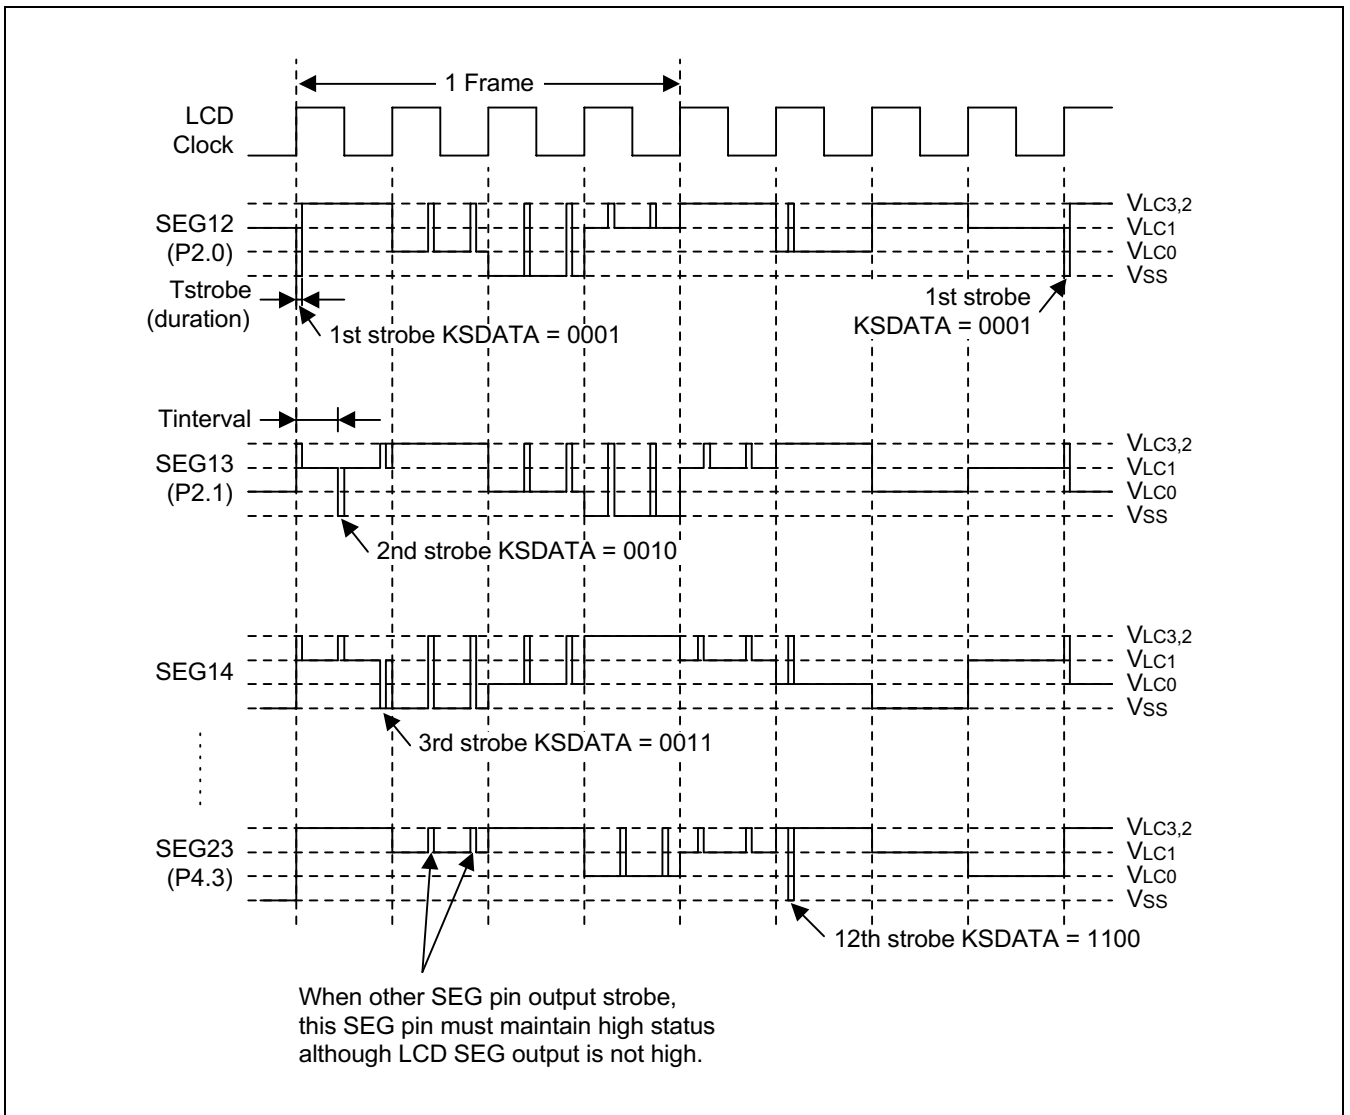 1 Frame
LCD
Clock
SEG12
(P2.0)
VLC3,2
VLC1
VLC0
VSS
Tstrobe
(duration)
1st strobe KSDATA = 0001
1st strobe
KSDATA = 0001
Tinterval
SEG13
(P2.1)
VLC3,2
VLC1
VLC0
VSS
2nd strobe KSDATA = 0010
SEG14
VLC3,2
VLC1
VLC0
VSS
3rd strobe KSDATA = 0011
SEG23
(P4.3)
VLC3,2
VLC1
VLC0
VSS
12th strobe KSDATA = 1100
When other SEG pin output strobe,
this SEG pin must maintain high status
although LCD SEG output is not high.